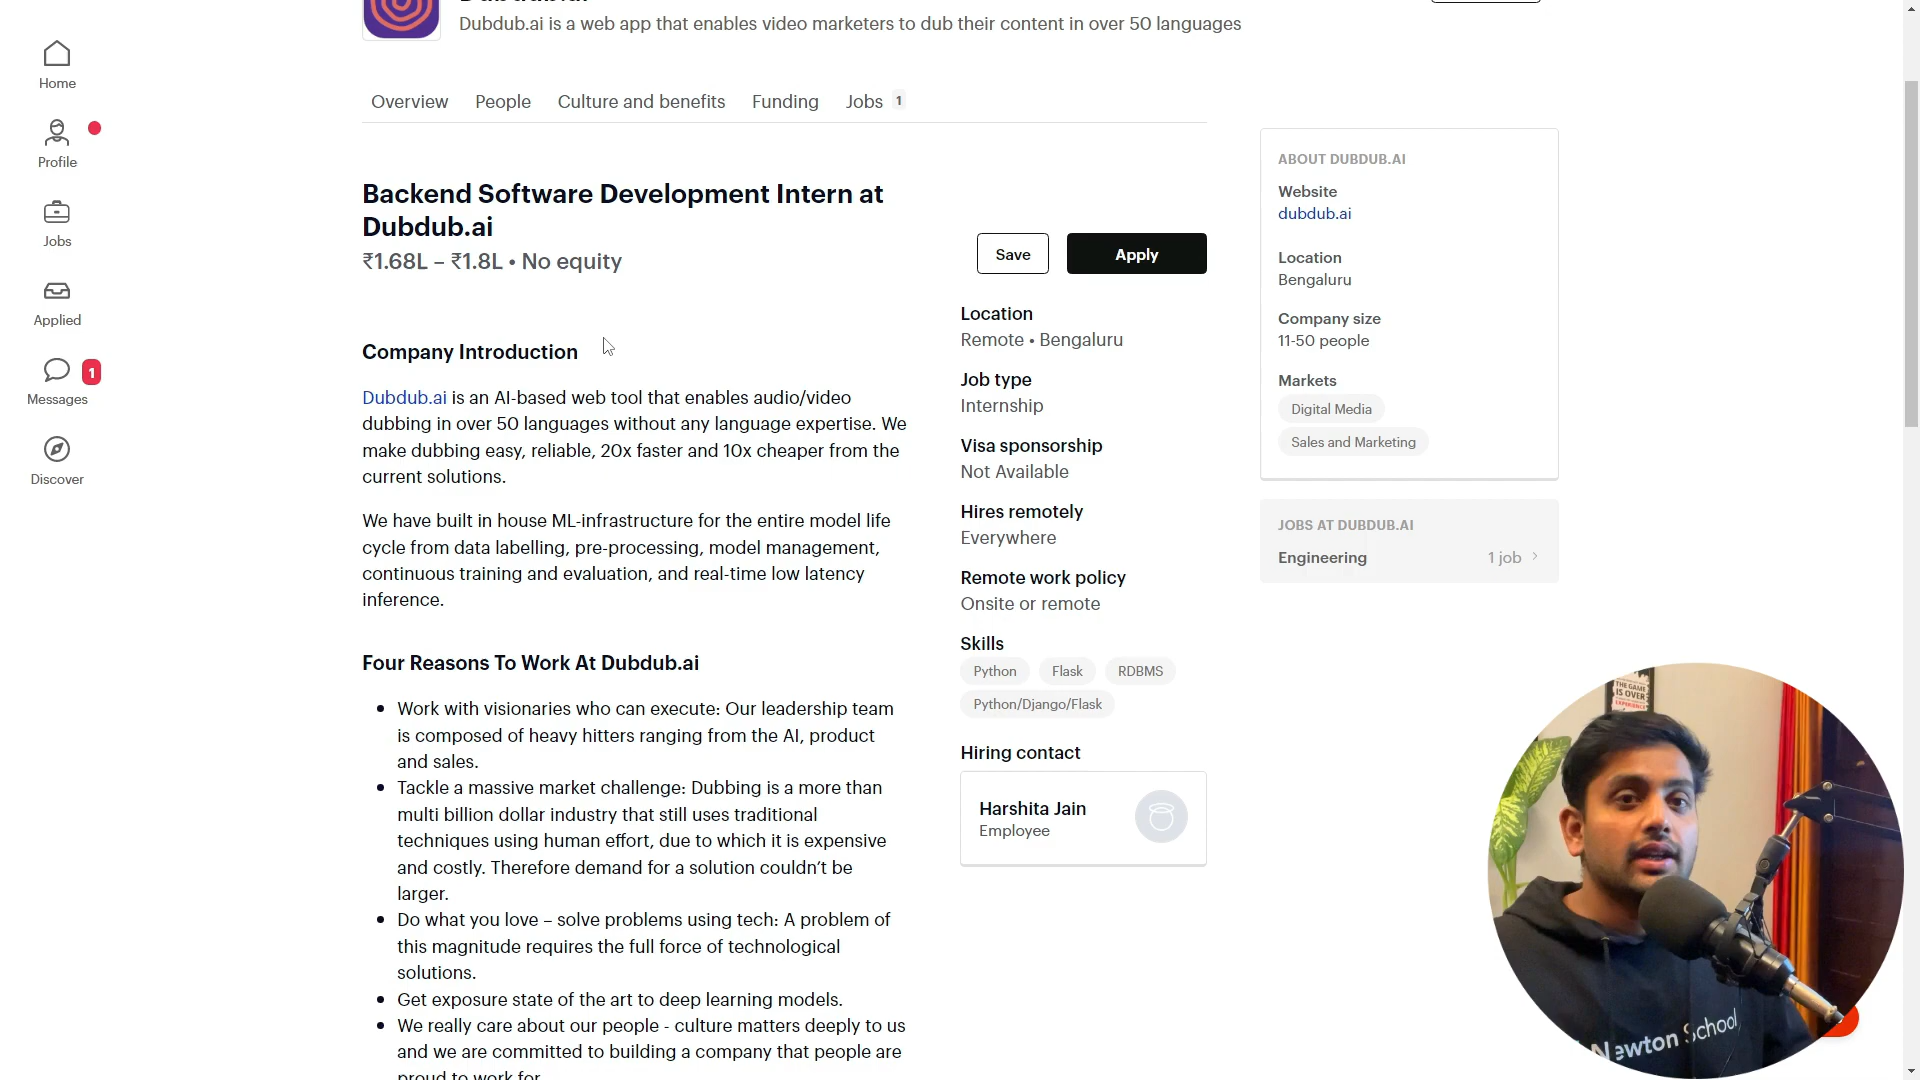 Dubdub.ai is a web app that enables video marketers to dub their content in over 50 languages
Home
Profile
Jobs
Applied
1
Messages
Discover
Overview People Culture and benefits Funding Jobs 1
Backend Software Development Intern at
Dubdub.ai
₹1.68L – ₹1.8L • No equity
Save
Apply
Company Introduction
Dubdub.ai is an AI-based web tool that enables audio/video
dubbing in over 50 languages without any language expertise. We
make dubbing easy, reliable, 20x faster and 10x cheaper from the
current solutions.
We have built in house ML-infrastructure for the entire model life
cycle from data labelling, pre-processing, model management,
continuous training and evaluation, and real-time low latency
inference.
Four Reasons To Work At Dubdub.ai
• Work with visionaries who can execute: Our leadership team
is composed of heavy hitters ranging from the AI, product
and sales.
• Tackle a massive market challenge: Dubbing is a more than
multi billion dollar industry that still uses traditional
techniques using human effort, due to which it is expensive
and costly. Therefore demand for a solution couldn’t be
larger.
• Do what you love – solve problems using tech: A problem of
this magnitude requires the full force of technological
solutions.
• Get exposure state of the art to deep learning models.
• We really care about our people - culture matters deeply to us
and we are committed to building a company that people are
proud to work for
Location
Remote • Bengaluru
Job type
Internship
Visa sponsorship
Not Available
Hires remotely
Everywhere
Remote work policy
Onsite or remote
Skills
Python Flask RDBMS
Python/Django/Flask
Hiring contact
Harshita Jain
Employee
ABOUT DUBDUB.AI
Website
dubdub.ai
Location
Bengaluru
Company size
11-50 people
Markets
Digital Media
Sales and Marketing
JOBS AT DUBDUB.AI
Engineering 1 job
THE GAME
IS OVER
Newton School